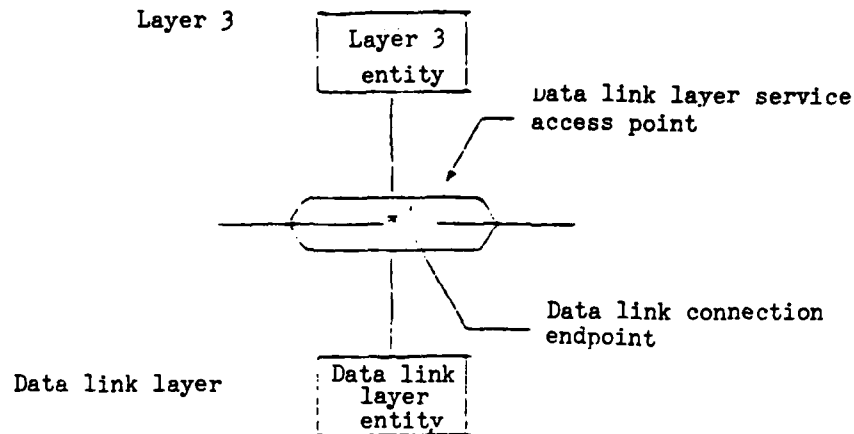 Layer 3
Layer 3
entity
Data link layer service
access point
Data link connection
endpoint
Data link layer
Data link
layer
entity